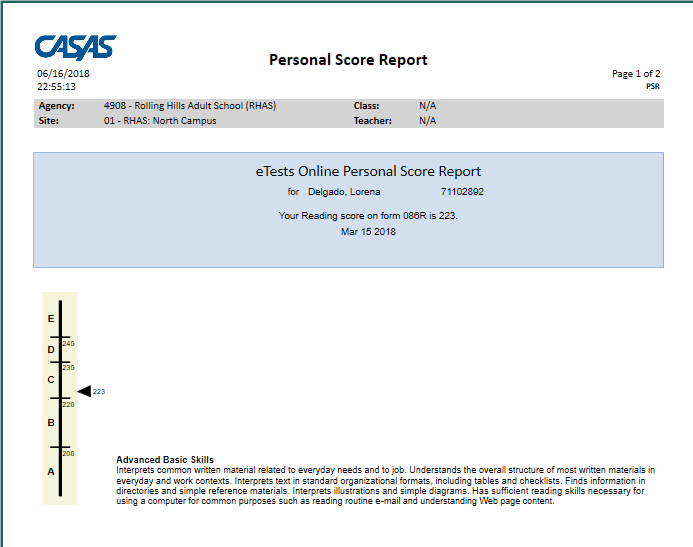 CASAS
Personal Score Report
06/16/2018
22:55:13
Page 1 of 2
PSR
Agency: 4908 - Rolling Hills Adult School (RHAS) Class: N/A
Site: 01 - RHAS: North Campus Teacher: N/A
eTests Online Personal Score Report
for Delgado, Lorena 71102892
Your Reading score on form 086R is 223.
Mar 15 2018
E
245
D
235
C
223
220
B
200
A
Advanced Basic Skills
Interprets common written material related to everyday needs and to job. Understands the overall structure of most written materials in
everyday and work contexts. Interprets text in standard organizational formats, including tables and checklists. Finds information in
directories and simple reference materials. Interprets illustrations and simple diagrams. Has sufficient reading skills necessary for
using a computer for common purposes such as reading routine e-mail and understanding Web page content.